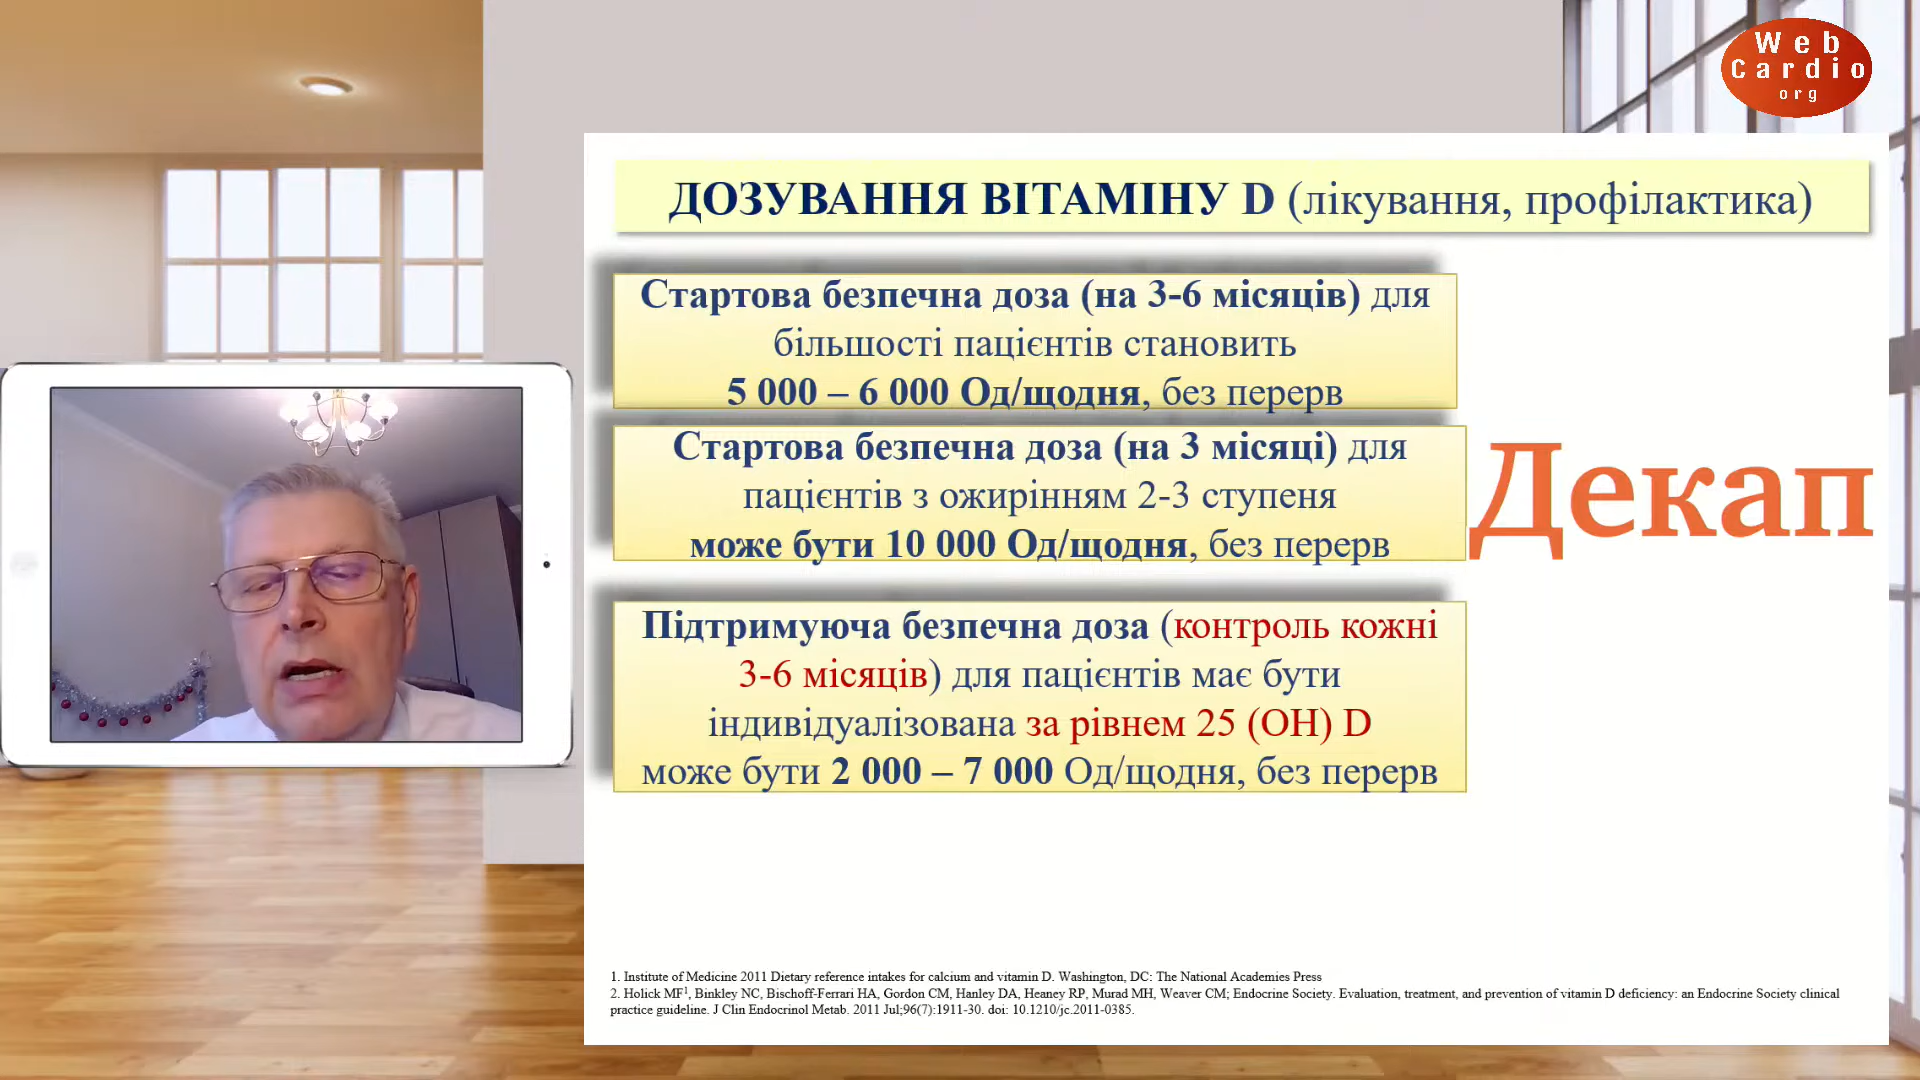 Web
Cardio
org
ДОЗУВАННЯ ВІТАМІНУ D (лікування, профілактика)
Стартова безпечна доза (на 3-6 місяців) для
більшості пацієнтів становить
5 000 – 6 000 Од/щодня, без перерв
Стартова безпечна доза (на 3 місяці) для
пацієнтів з ожирінням 2-3 ступеня
може бути 10 000 Од/щодня, без перерв
Декап
Підтримуюча безпечна доза (контроль кожні
3-6 місяців) для пацієнтів має бути
індивідуалізована за рівнем 25 (OH) D
може бути 2 000 – 7 000 Од/щодня, без перерв
1. Institute of Medicine 2011 Dietary reference intakes for calcium and vitamin D. Washington, DC: The National Academies Press
2. Holick MF¹, Binkley NC, Bischoff-Ferrari HA, Gordon CM, Hanley DA, Heaney RP, Murad MH, Weaver CM; Endocrine Society. Evaluation, treatment, and prevention of vitamin D deficiency: an Endocrine Society clinical
practice guideline. J Clin Endocrinol Metab. 2011 Jul;96(7):1911-30. doi: 10.1210/jc.2011-0385.